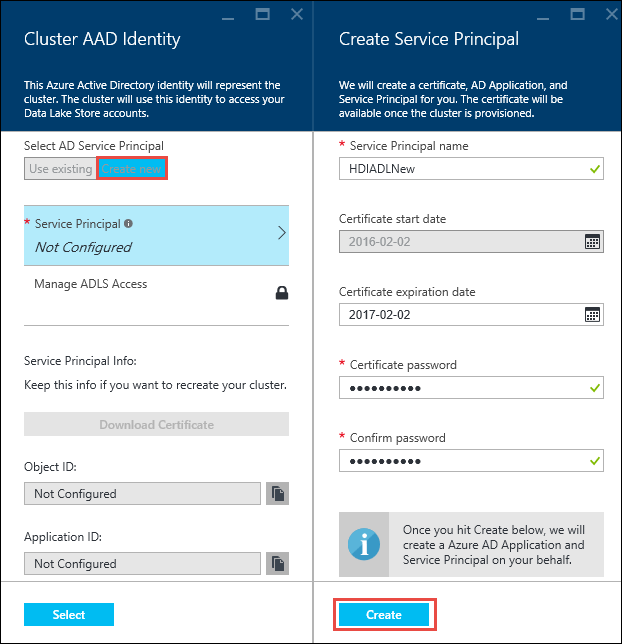 Cluster AAD Identity
This Azure Active Directory identity will represent the
cluster. The cluster will use this identity to access your
Data Lake Store accounts.
Select AD Service Principal
Use existing Create new
* Service Principal
Not Configured
Manage ADLS Access
Service Principal Info:
Keep this info if you want to recreate your cluster.
Download Certificate
Object ID:
Not Configured
Application ID:
Not Configured
Select
Create Service Principal
We will create a certificate, AD Application, and
Service Principal for you. The certificate will be
available once the cluster is provisioned.
* Service Principal name
HDIADLNew
Certificate start date
2016-02-02
Certificate expiration date
2017-02-02
* Certificate password
●●●●●●●●●●
* Confirm password
●●●●●●●●●●
Once you hit Create below, we will
create a Azure AD Application and
Service Principal on your behalf.
Create